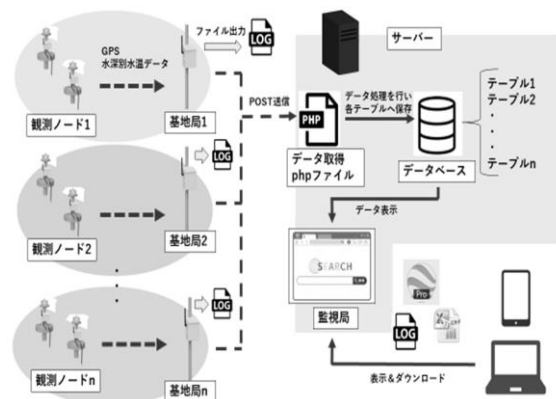 GPS
水深別水温データ
観測ノード1
基地局1
ファイル出力
LOG
POST送信
LOG
観測ノード2
基地局2
LOG
観測ノードn
基地局n
サーバー
PHP
データ取得
phpファイル
データ処理を行い
各テーブルへ保存
データベース
テーブル1
テーブル2
テーブルn
データ表示
SEARCH
監視局
Pro
LOG
表示&ダウンロード